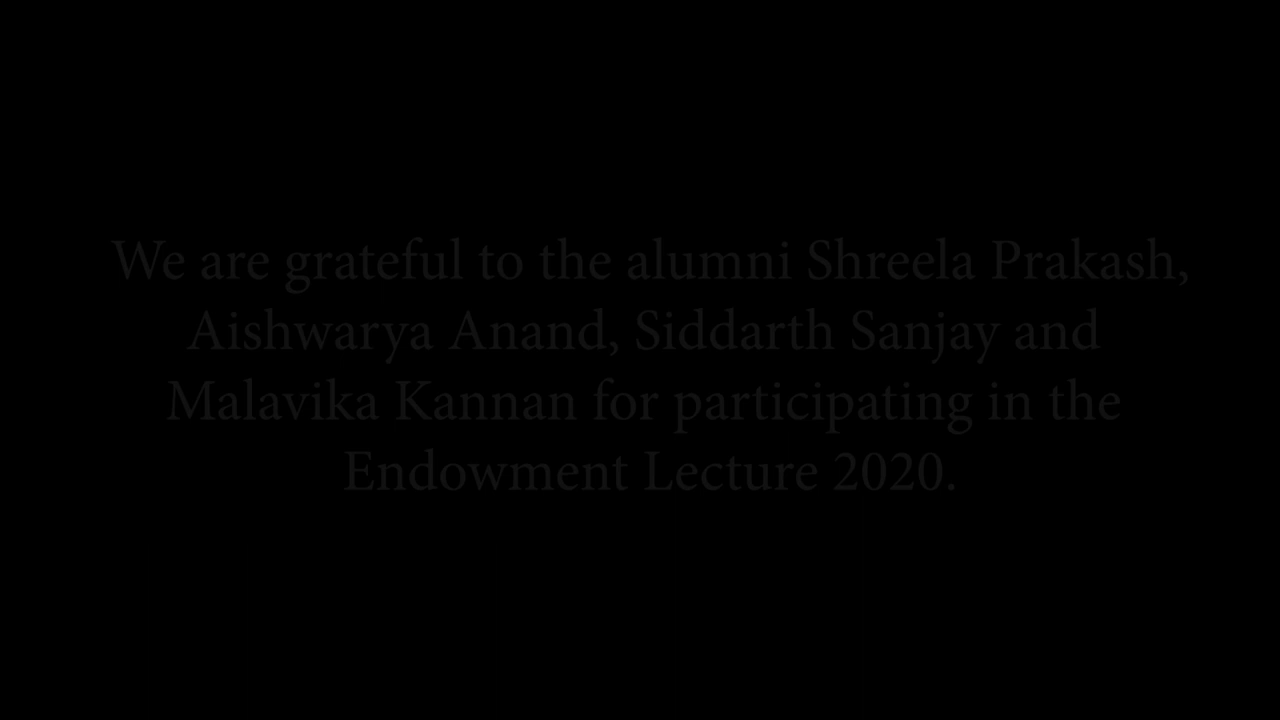 We are grateful to the alumni Shreela Prakash,
Aishwarya Anand, Siddarth Sanjay and
Malavika Kannan for participating in the
Endowment Lecture 2020.